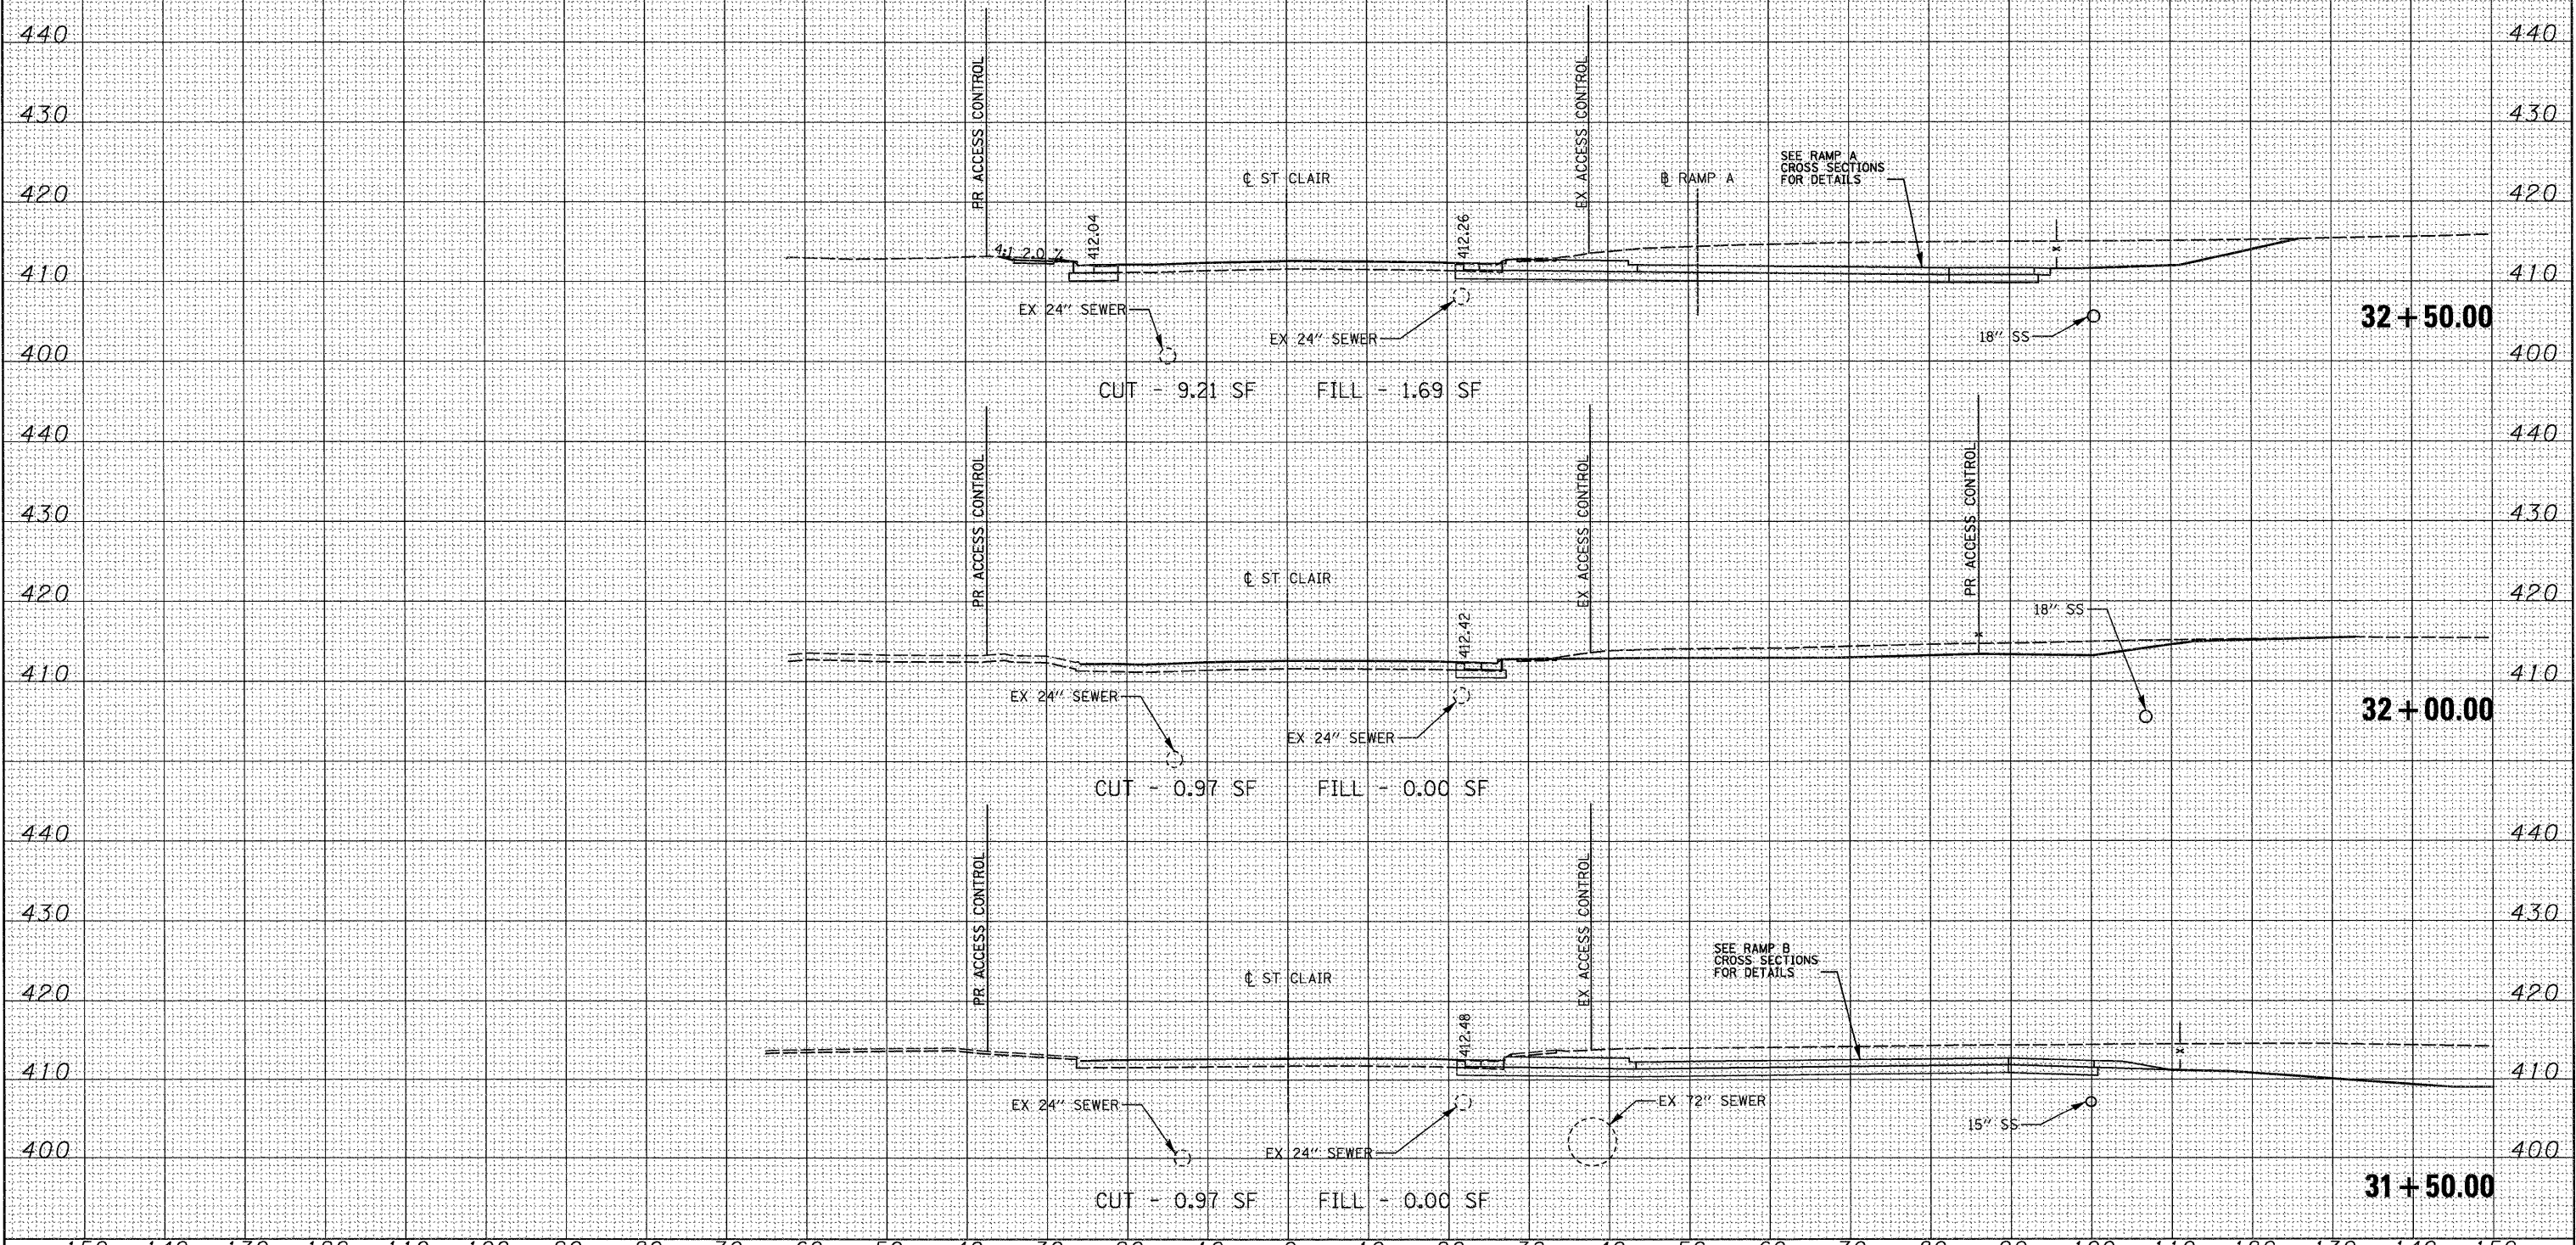 440 440
430 430
420 420
410 410
400 400
PR ACCESS CONTROL
EX ACCESS CONTROL
℄ ST CLAIR
RAMP A
SEE RAMP A
CROSS SECTIONS
FOR DETAILS
4:1 2.0 %
412.04
412.26
EX 24" SEWER
EX 24" SEWER
18" SS
32+50.00
CUT - 9.21 SF FILL - 1.69 SF
440 440
430 430
420 420
410 410
PR ACCESS CONTROL
EX ACCESS CONTROL
PR ACCESS CONTROL
℄ ST CLAIR
412.42
18" SS
EX 24" SEWER
EX 24" SEWER
32+00.00
CUT - 0.97 SF FILL - 0.00 SF
440 440
430 430
420 420
410 410
400 400
PR ACCESS CONTROL
EX ACCESS CONTROL
℄ ST CLAIR
SEE RAMP B
CROSS SECTIONS
FOR DETAILS
412.48
EX 24" SEWER
EX 24" SEWER
EX 72" SEWER
15" SS
31+50.00
CUT - 0.97 SF FILL - 0.00 SF